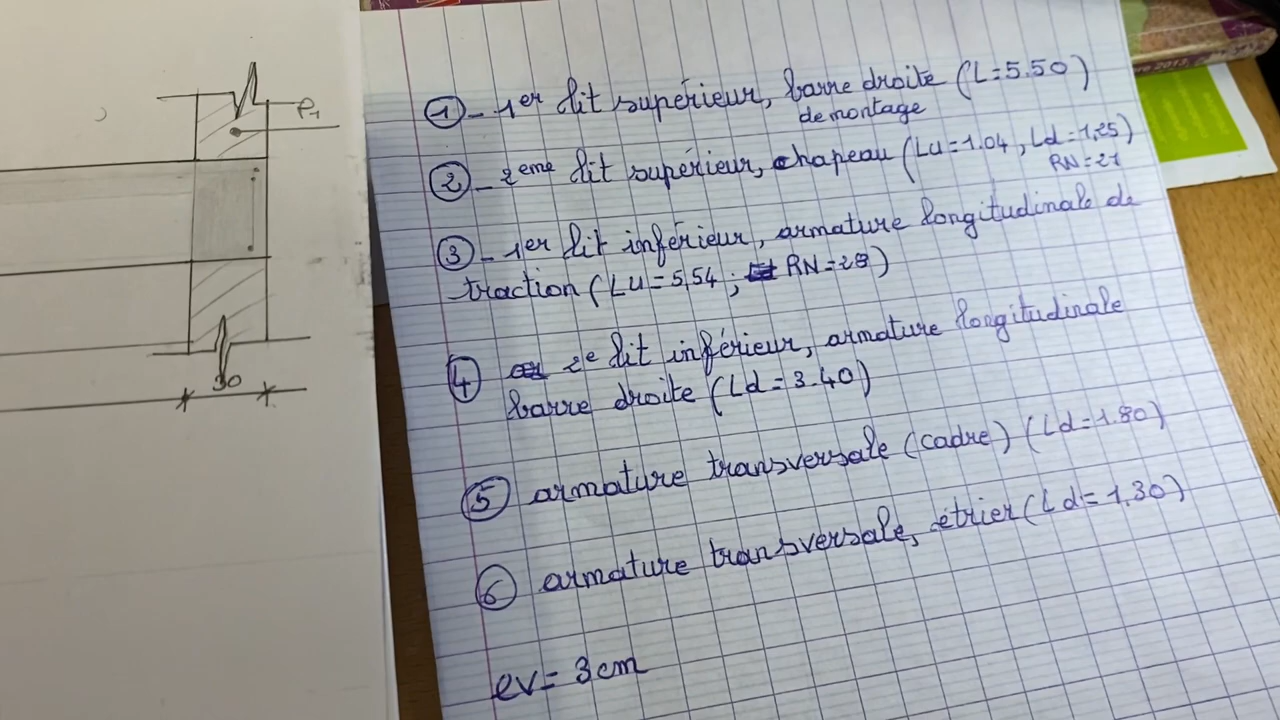 P1
30
① - 1er lit supérieur, barre droite (L=5.50)
de montage
② - 2eme lit supérieur, chapeau (Lu=1.04, Ld=1,25)
RN=21
③ - 1er lit inférieur, armature longitudinale de
traction (Lu=5,54 ; RN=28)
④ 2e lit inférieur, armature longitudinale
barre droite (Ld=3.40)
⑤ armature transversale (cadre) (Ld=1.80)
⑥ armature transversale, étrier (Ld=1,30)
ev= 3cm